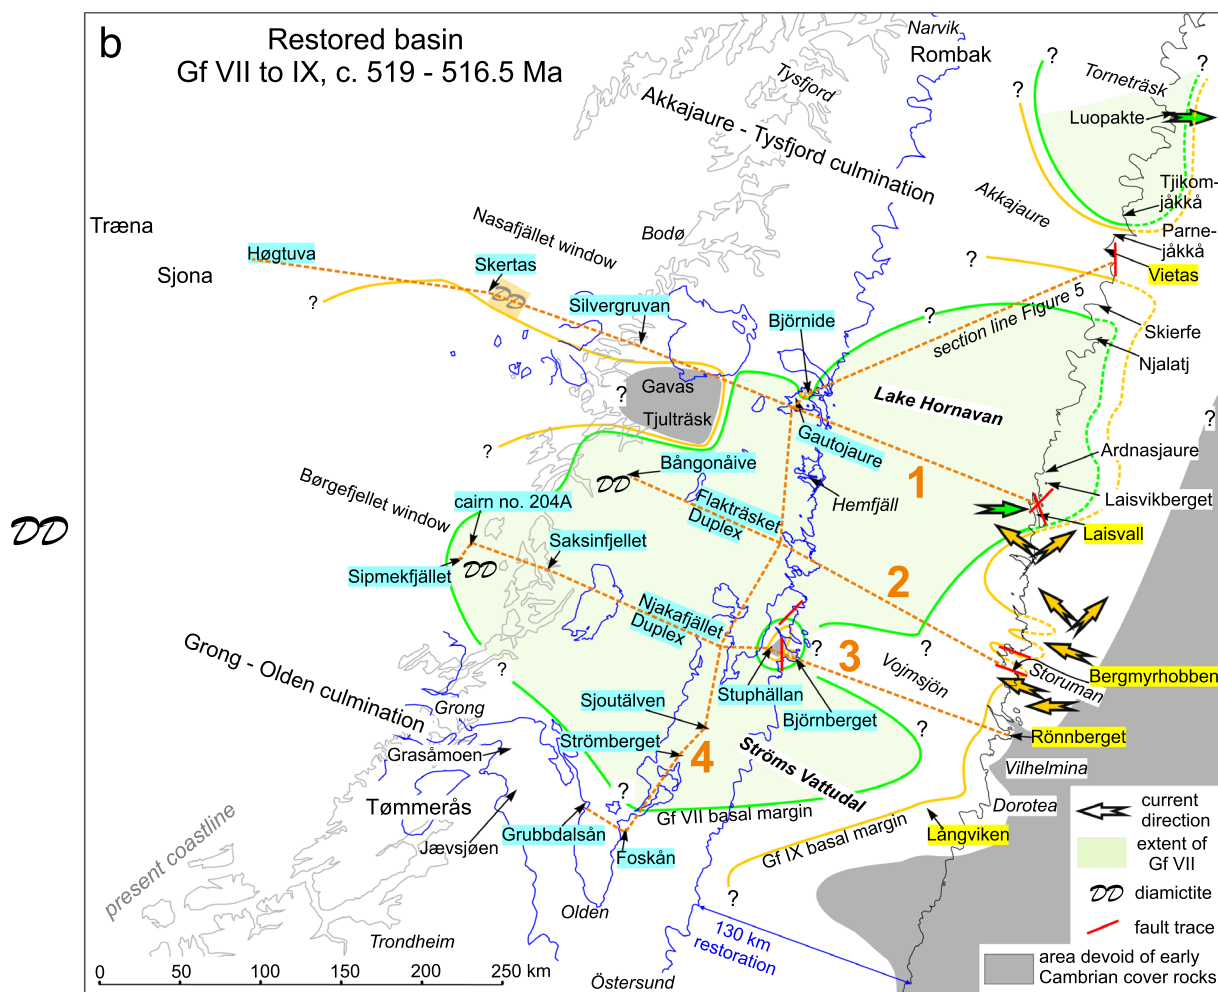 b
Restored basin
Gf VII to IX, c. 519 - 516.5 Ma
Narvik
Rombak
Tysfjord
Akkajaure - Tysfjord culmination
?
?
?
Torneträsk
Luopakte
Tjikom-
jåkkå
Akkajaure
Parne-
jåkkå
Vietas
Træna
Nasafjället window
Bodø
Høgtuva
Skertas
Sjona
DD
?
Silvergruvan
Björnide
?
?
section line Figure 5
Skierfe
Njalatj
Gavas
?
Tjulträsk
Lake Hornavan
?
Gautojaure
?
Ardnasjaure
Bångonåive
DD
1
Hemfjäll
Laisvikberget
Børgefjellet window
cairn no. 204A
Flakträsket
Duplex
Laisvall
DD
Saksinfjellet
Sipmekfjället
DD
2
Njakafjället
Duplex
?
3
?
Vojmsjön
Storuman
Bergmyrhobben
Grong - Olden culmination
?
Stuphällan
Björnberget
Sjoutälven
Grong
?
Rönnberget
Strömberget
4
Ströms Vattudal
Grasåmoen
Vilhelmina
?
Tømmerås
Gf VII basal margin
Dorotea
Grubbdalsån
Långviken
Jævsjøen
Foskån
Gf IX basal margin
present coastline
?
Olden
Trondheim
130 km
restoration
Östersund
0 50 100 150 200 250 km
current
direction
extent of
Gf VII
DD diamictite
fault trace
area devoid of early
Cambrian cover rocks